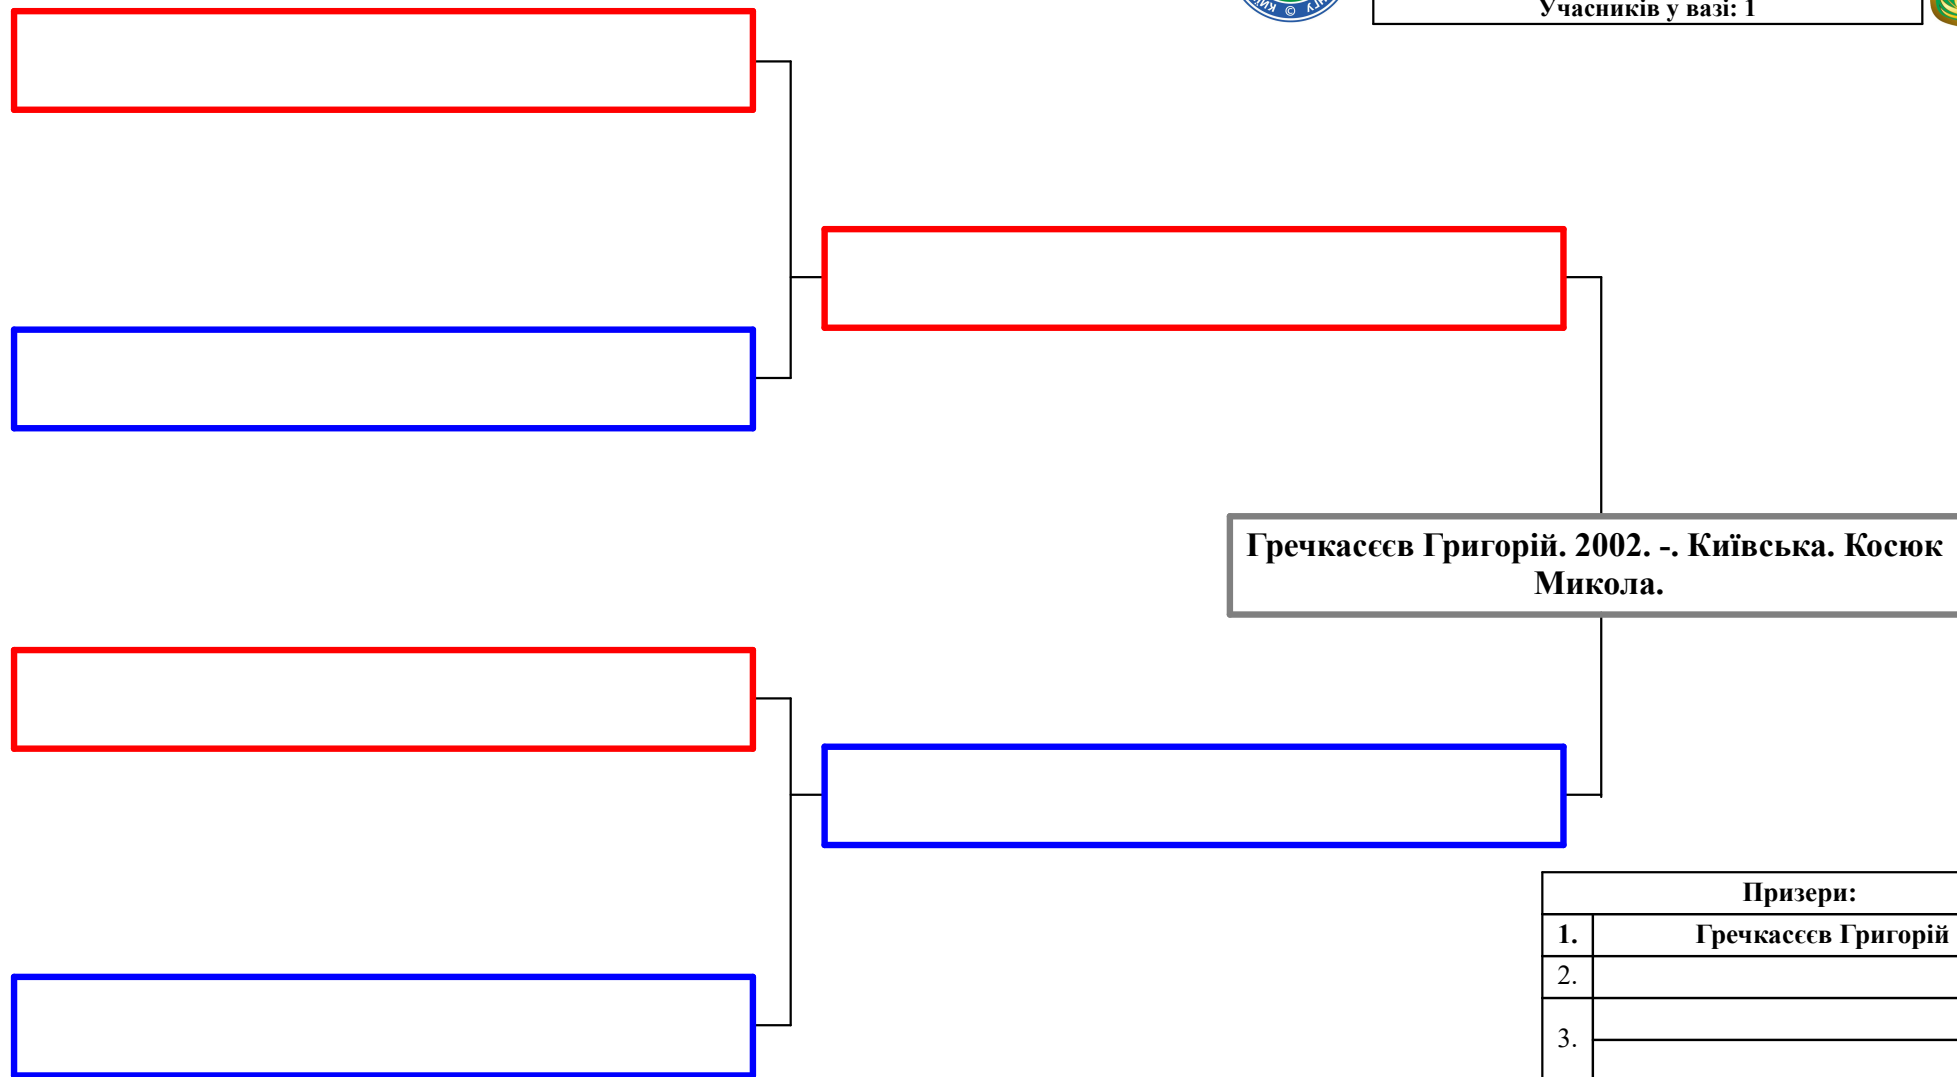 Учасників у вазі: 1
Гречкасєєв Григорій. 2002. -. Київська. Косюк
Микола.
Призери:
1. Гречкасєєв Григорій
2.
3.